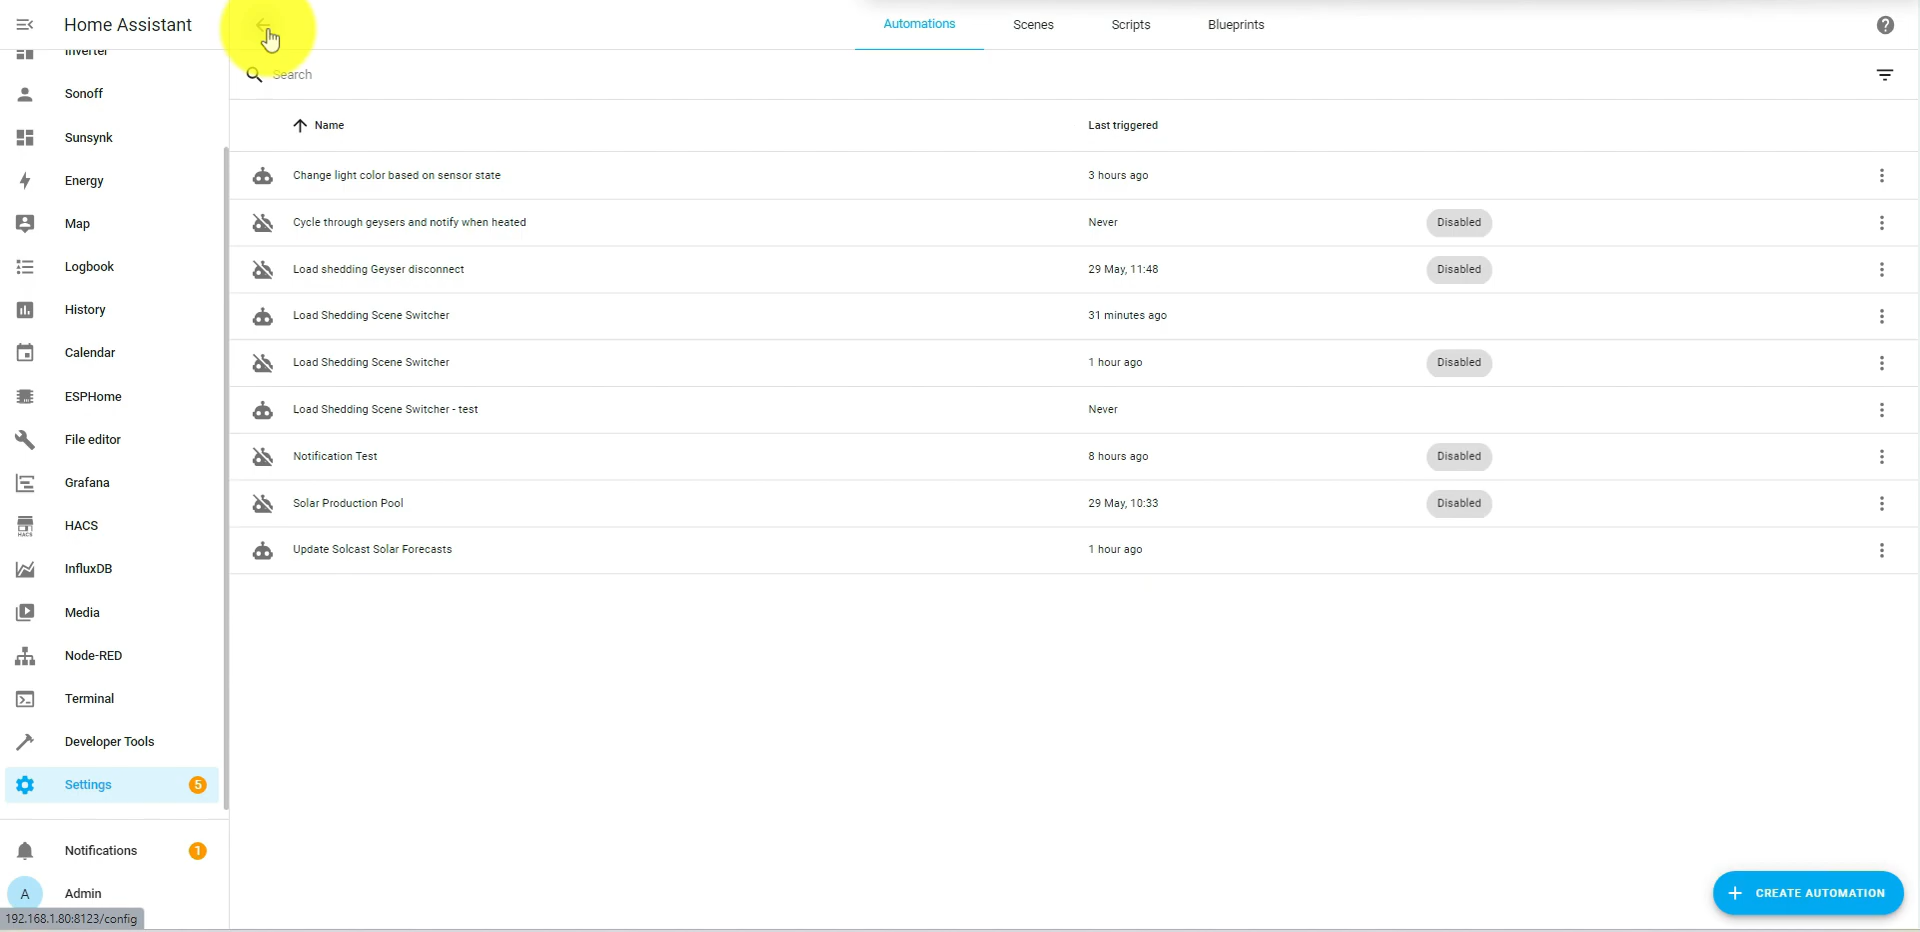 Home Assistant
Automations
Scenes
Scripts
Blueprints
Inverter
Search
Sonoff
Name
Last triggered
Sunsynk
Change light color based on sensor state
3 hours ago
Energy
Cycle through geysers and notify when heated
Never
Disabled
Map
Load shedding Geyser disconnect
29 May, 11:48
Disabled
Logbook
Load Shedding Scene Switcher
31 minutes ago
History
Load Shedding Scene Switcher
1 hour ago
Disabled
Calendar
Load Shedding Scene Switcher - test
Never
ESPHome
File editor
Notification Test
8 hours ago
Disabled
Grafana
Solar Production Pool
29 May, 10:33
Disabled
HACS
HACS
Update Solcast Solar Forecasts
1 hour ago
InfluxDB
Media
Node-RED
Terminal
Developer Tools
Settings
5
Notifications
1
A
Admin
CREATE AUTOMATION
192.168.1.80:8123/config